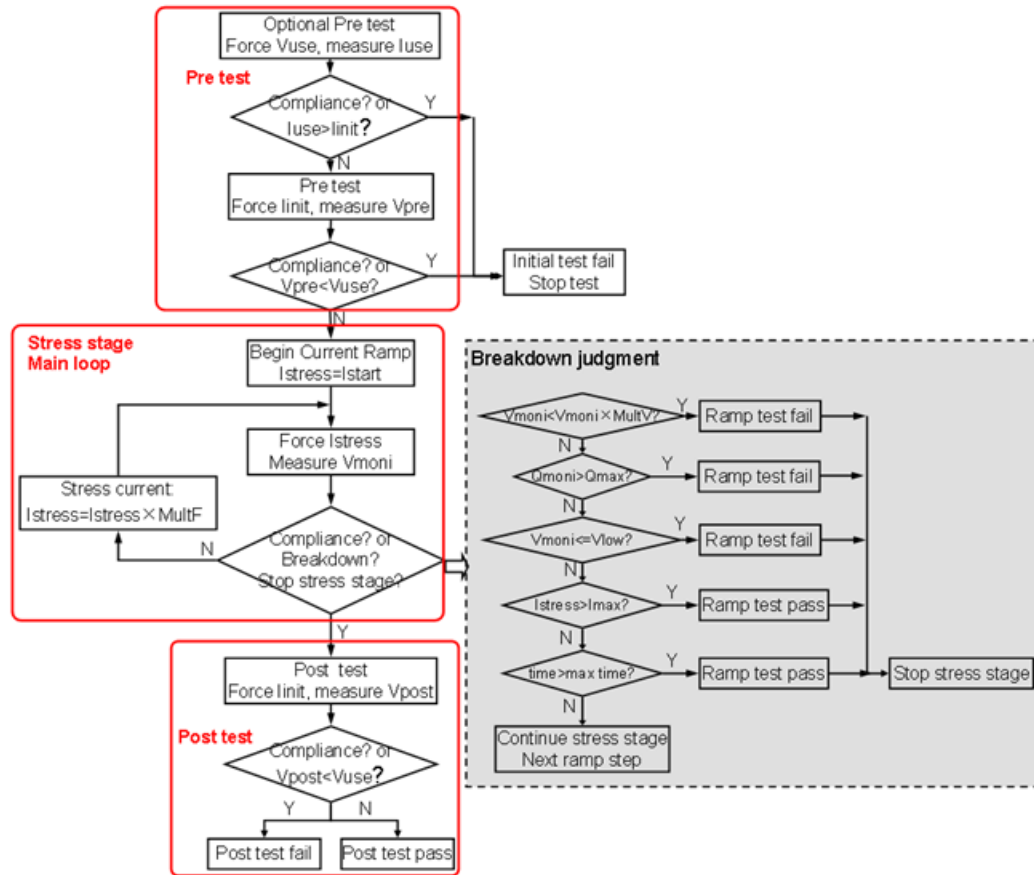 Optional Pre test
Force Vuse, measure Iuse
Pre test
Compliance? or
Iuse>Iinit?
Y
N
Pre test
Force Iinit, measure Vpre
Compliance? or
Vpre<Vuse?
Y
Initial test fail
Stop test
N
Stress stage
Main loop
Begin Current Ramp
Istress=Istart
Force Istress
Measure Vmoni
Stress current:
Istress=Istress×MultF
N
Compliance? or
Breakdown?
Stop stress stage?
Y
Breakdown judgment
Vmoni<Vmoni×MultV?
Y
Ramp test fail
N
Qmoni>Qmax?
Y
Ramp test fail
N
Vmoni<=Vlow?
Y
Ramp test fail
N
Istress>Imax?
Y
Ramp test pass
N
time>max time?
Y
Ramp test pass
Stop stress stage
N
Continue stress stage
Next ramp step
Post test
Force Iinit, measure Vpost
Post test
Compliance? or
Vpost<Vuse?
Y
N
Post test fail
Post test pass